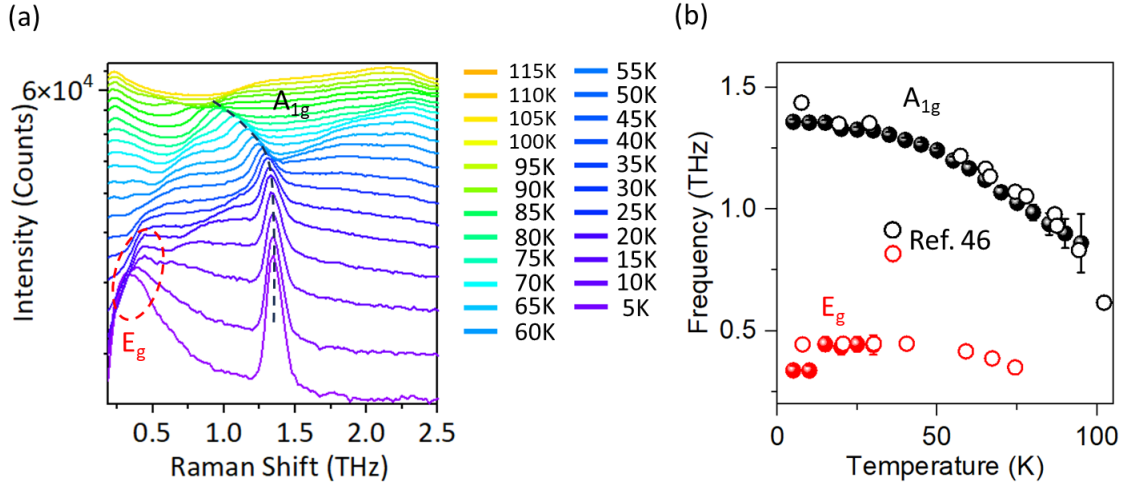 (a)
6×10⁴
Intensity (Counts)
A₁g
E_g
0.5 1.0 1.5 2.0 2.5
Raman Shift (THz)
115K 55K
110K 50K
105K 45K
100K 40K
95K 35K
90K 30K
85K 25K
80K 20K
75K 15K
70K 10K
65K 5K
60K
(b)
1.5
1.0
0.5
Frequency (THz)
A₁g
Ref. 46
E_g
0 50 100
Temperature (K)